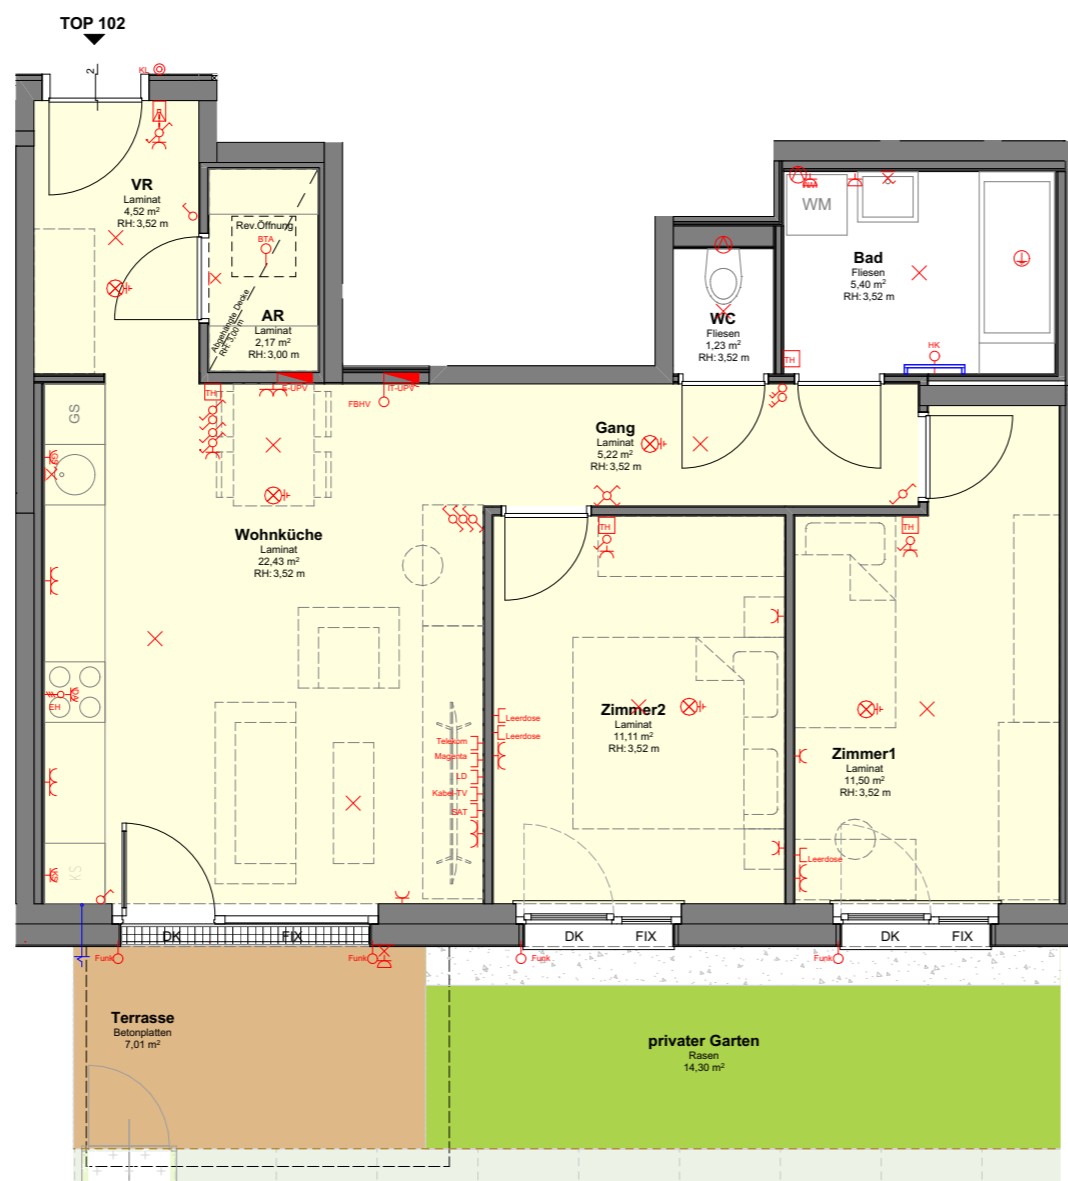 TOP 102
2
KL
VR
Laminat
4,52 m²
RH: 3,52 m
Rev.Öffnung
BTA
Abgehängte Decke
RH: 3,00 m
AR
Laminat
2,17 m²
RH: 3,00 m
WM
Bad
Fliesen
5,40 m²
RH: 3,52 m
WC
Fliesen
1,23 m²
RH: 3,52 m
TH
HK
E-UPV
IT-UPV
FBHV
TH
GS
GS
Gang
Laminat
5,22 m²
RH: 3,52 m
Wohnküche
Laminat
22,43 m²
RH: 3,52 m
TH
TH
EH
Zimmer2
Laminat
11,11 m²
RH: 3,52 m
Leerdose
Leerdose
Telekom
Magenta
LD
Kabel-TV
SAT
Zimmer1
Laminat
11,50 m²
RH: 3,52 m
Leerdose
KS
KS
DK
FIX
DK
FIX
DK
FIX
Funk
Funk
Funk
Funk
Terrasse
Betonplatten
7,01 m²
privater Garten
Rasen
14,30 m²